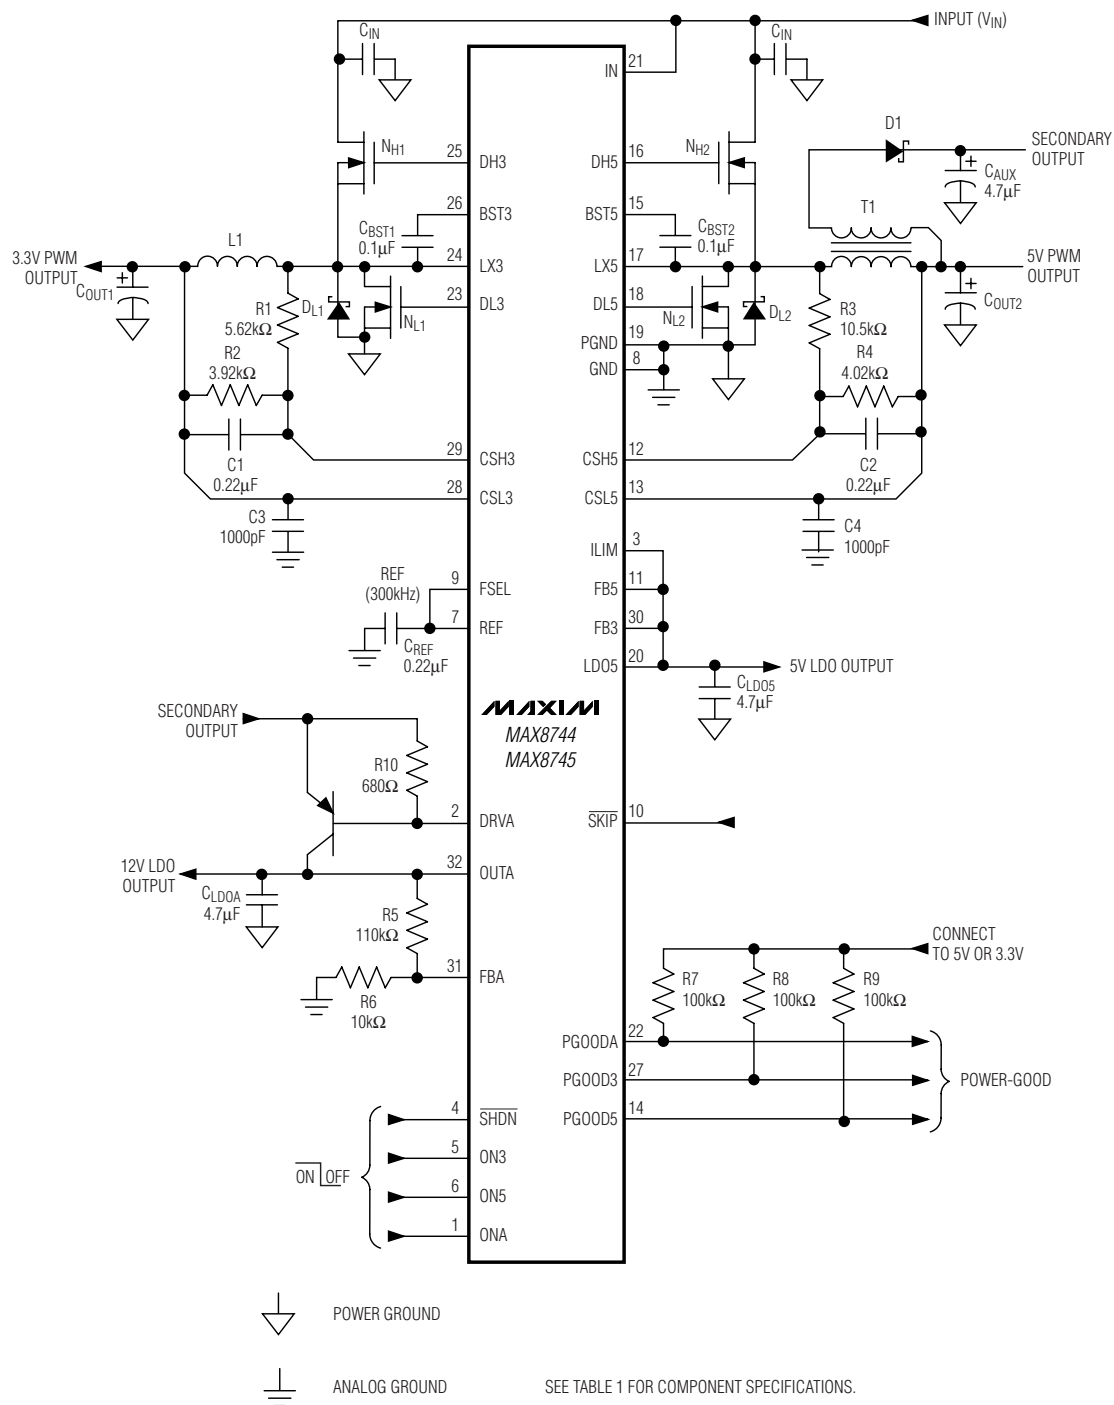 INPUT (VIN)
CIN
CIN
IN
21
NH1
25
DH3
DH5
16
NH2
D1
SECONDARY
OUTPUT
CAUX
4.7µF
26
BST3
BST5
15
CBST1
0.1µF
CBST2
0.1µF
T1
3.3V PWM
OUTPUT
L1
24
LX3
LX5
17
5V PWM
OUTPUT
COUT1
R1
5.62kΩ
DL1
NL1
23
DL3
DL5
18
NL2
DL2
R3
10.5kΩ
COUT2
PGND
19
GND
8
R2
3.92kΩ
R4
4.02kΩ
29
CSH3
CSH5
12
C1
0.22µF
C2
0.22µF
28
CSL3
CSL5
13
C3
1000pF
C4
1000pF
ILIM
3
REF
(300kHz)
9
FSEL
FB5
11
7
REF
FB3
30
CREF
0.22µF
LDO5
20
5V LDO OUTPUT
CLDO5
4.7µF
MAXIM
MAX8744
MAX8745
SECONDARY
OUTPUT
R10
680Ω
2
DRVA
SKIP
10
12V LDO
OUTPUT
32
OUTA
CLDOA
4.7µF
R5
110kΩ
31
FBA
R6
10kΩ
CONNECT
TO 5V OR 3.3V
R7
100kΩ
R8
100kΩ
R9
100kΩ
PGOODA
22
PGOOD3
27
POWER-GOOD
PGOOD5
14
4
SHDN
5
ON3
ON OFF
6
ON5
1
ONA
POWER GROUND
ANALOG GROUND
SEE TABLE 1 FOR COMPONENT SPECIFICATIONS.